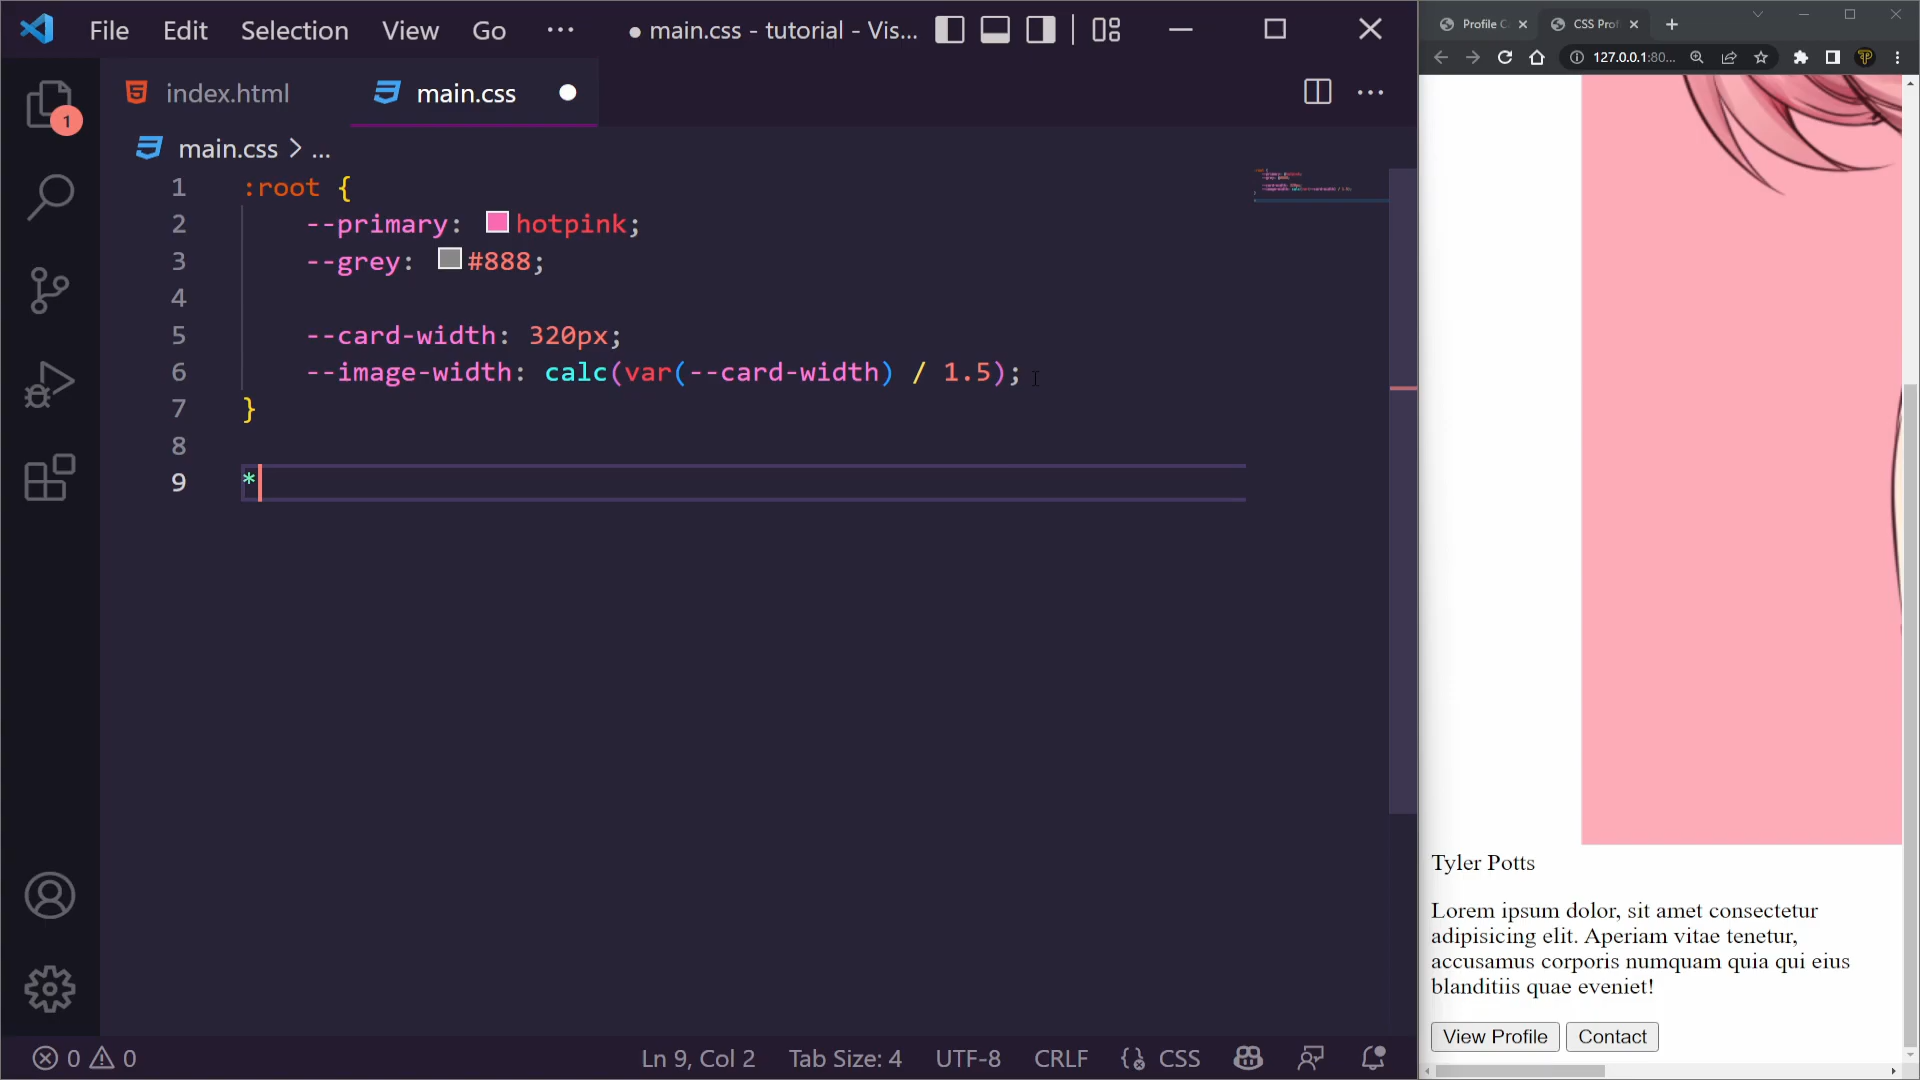 File Edit Selection View Go ··· ● main.css - tutorial - Vis...
index.html main.css
main.css > ...
1 :root {
2 --primary: hotpink;
3 --grey: #888;
4
5 --card-width: 320px;
6 --image-width: calc(var(--card-width) / 1.5);
7 }
8
9 *
1
0 0 Ln 9, Col 2 Tab Size: 4 UTF-8 CRLF CSS
Profile C CSS Prof
127.0.0.1:80...
Tyler Potts
Lorem ipsum dolor, sit amet consectetur
adipisicing elit. Aperiam vitae tenetur,
accusamus corporis numquam quia qui eius
blanditiis quae eveniet!
View Profile Contact